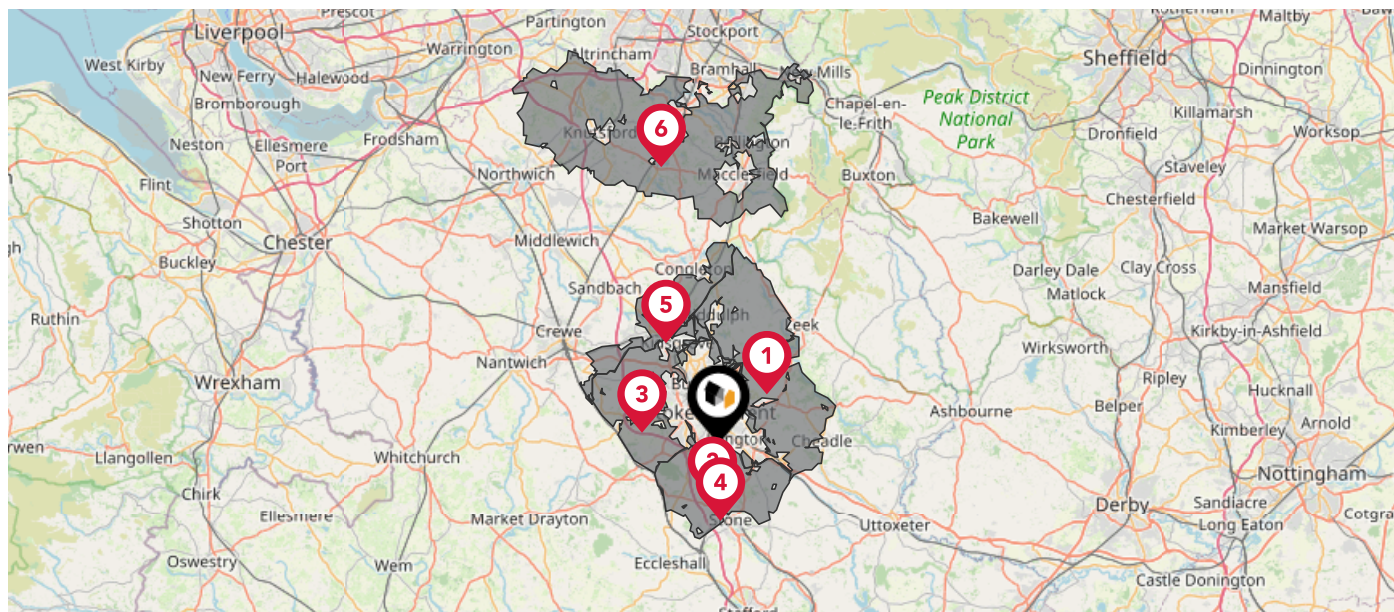 Prescot
Partington
Rotherham
Maltby
Liverpool
Stockport
Warrington
Altrincham
Sheffield
West Kirby
New Ferry
Halewood
Bramhall
Mills
Dinnington
Bromborough
Chapel-en-
le-Frith
Peak District
National
Park
Killamarsh
Knutsford
6
Frodsham
Neston
Ellesmere
Port
Dronfield
Worksop
Northwich
Macclesfield
Buxton
Staveley
Flint
Chesterfield
Shotton
Bakewell
Market Warsop
Chester
Middlewich
Buckley
Congleton
Darley Dale
Clay Cross
Sandbach
Matlock
Mansfield
5
Ruthin
Crewe
Leek
Kirkby-in-Ashfield
Nantwich
1
Wirksworth
Ripley
Wrexham
3
Hucknall
Ashbourne
Belper
Arnold
Kimberley
Cheadle
Llangollen
Whitchurch
Nottingham
4
Chirk
Derby
Sandiacre
Ellesmere
Market Drayton
Stone
Uttoxeter
Long Eaton
Oswestry
Wem
Eccleshall
Castle Donington
Stafford